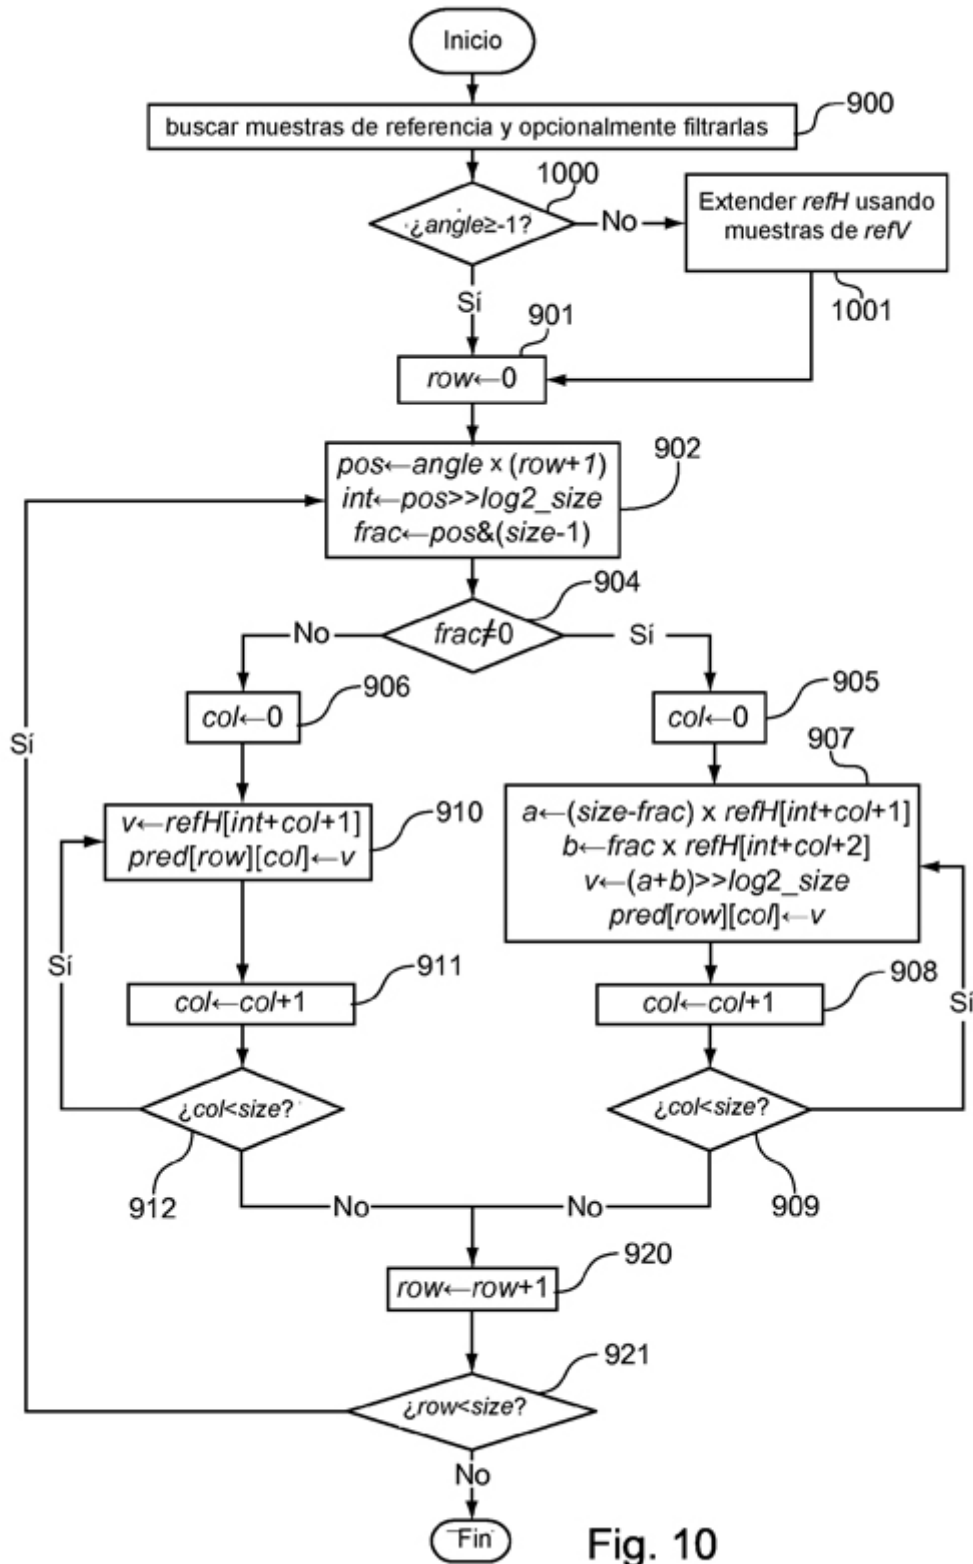 Inicio
900
buscar muestras de referencia y opcionalmente filtrarlas
1000
¿angle≥-1?
No
Extender refH usando
muestras de refV
1001
Sí
901
row←0
902
pos←angle x (row+1)
int←pos>>log2_size
frac←pos&(size-1)
904
frac≠0
No
Sí
906
col←0
905
col←0
Sí
907
910
v←refH[int+col+1]
pred[row][col]←v
a←(size-frac) x refH[int+col+1]
b←frac x refH[int+col+2]
v←(a+b)>>log2_size
pred[row][col]←v
Sí
911
col←col+1
908
col←col+1
Sí
¿col<size?
912
¿col<size?
909
No
No
920
row←row+1
921
¿row<size?
No
Fin
Fig. 10